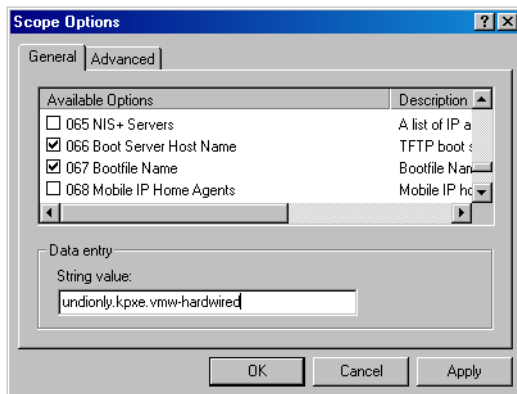 Scope Options
General Advanced
Available Options Description
065 NIS+ Servers A list of IP a
066 Boot Server Host Name TFTP boot s
067 Bootfile Name Bootfile Nan
068 Mobile IP Home Agents Mobile IP ho
Data entry
String value:
undionly.kpxe.vmw-hardwired
OK Cancel Apply